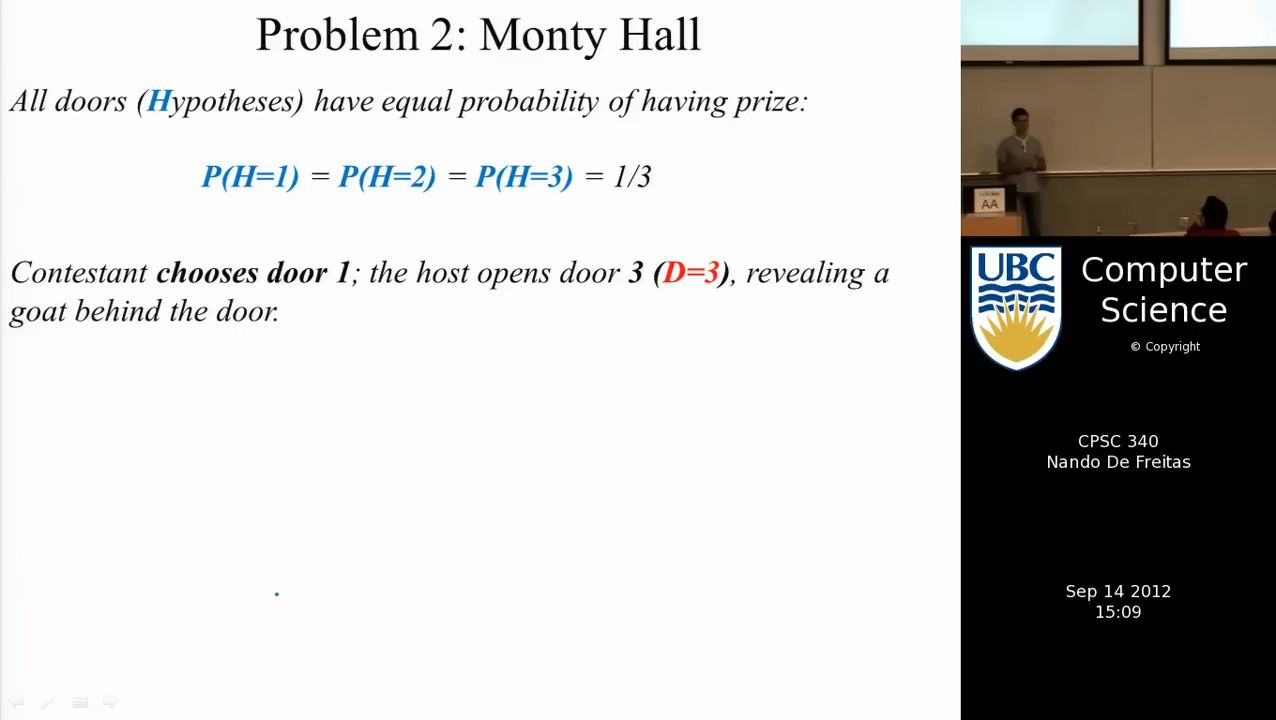 Problem 2: Monty Hall
All doors (Hypotheses) have equal probability of having prize:
P(H=1) = P(H=2) = P(H=3) = 1/3
Contestant chooses door 1; the host opens door 3 (D=3), revealing a
goat behind the door.
AA
UBC
Computer
Science
© Copyright
CPSC 340
Nando De Freitas
Sep 14 2012
15:09